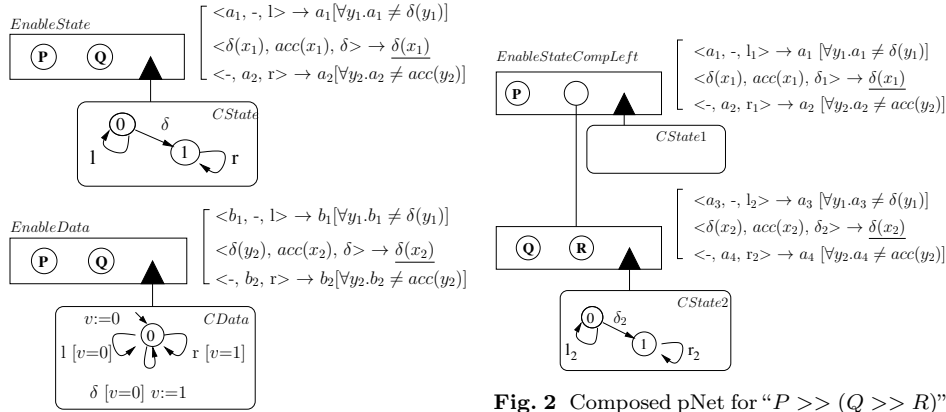 EnableState
P Q
<a₁, -, l> → a₁[∀y₁.a₁ ≠ δ(y₁)]
<δ(x₁), acc(x₁), δ> → δ(x₁)
<-, a₂, r> → a₂[∀y₂.a₂ ≠ acc(y₂)]
CState
0
δ
1
l
r
EnableData
P Q
<b₁, -, l> → b₁[∀y₁.b₁ ≠ δ(y₁)]
<δ(y₂), acc(x₂), δ> → δ(x₂)
<-, b₂, r> → b₂[∀y₂.b₂ ≠ acc(y₂)]
CData
v:=0
0
l [v=0]
r [v=1]
δ [v=0] v:=1
EnableStateCompLeft
P
<a₁, -, l₁> → a₁ [∀y₁.a₁ ≠ δ(y₁)]
<δ(x₁), acc(x₁), δ₁> → δ(x₁)
<-, a₂, r₁> → a₂ [∀y₂.a₂ ≠ acc(y₂)]
CState1
Q R
<a₃, -, l₂> → a₃ [∀y₁.a₃ ≠ δ(y₁)]
<δ(x₂), acc(x₂), δ₂> → δ(x₂)
<-, a₄, r₂> → a₄ [∀y₂.a₄ ≠ acc(y₂)]
CState2
0
δ₂
1
l₂
r₂
Fig. 2 Composed pNet for “P >> (Q >> R)”